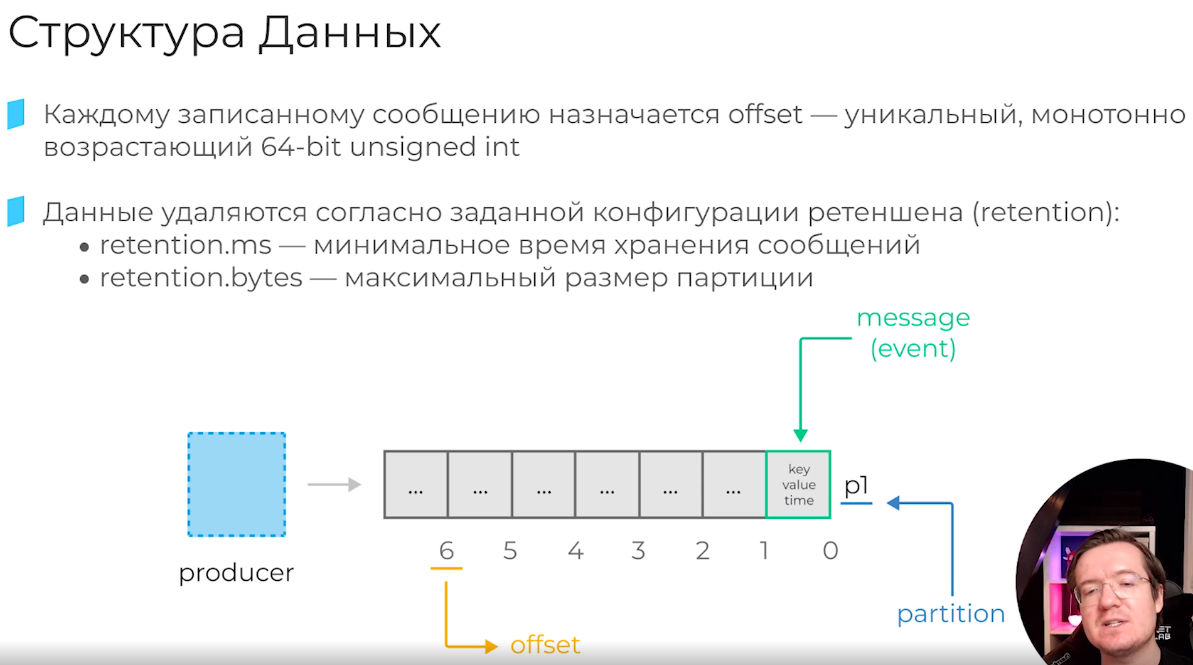 Структура Данных
Каждому записанному сообщению назначается offset — уникальный, монотонно
возрастающий 64-bit unsigned int
Данные удаляются согласно заданной конфигурации ретеншена (retention):
• retention.ms — минимальное время хранения сообщений
• retention.bytes — максимальный размер партиции
message
(event)
... ... ... ... ... ... key
value
time
p1
6 5 4 3 2 1 0
producer
partition
offset